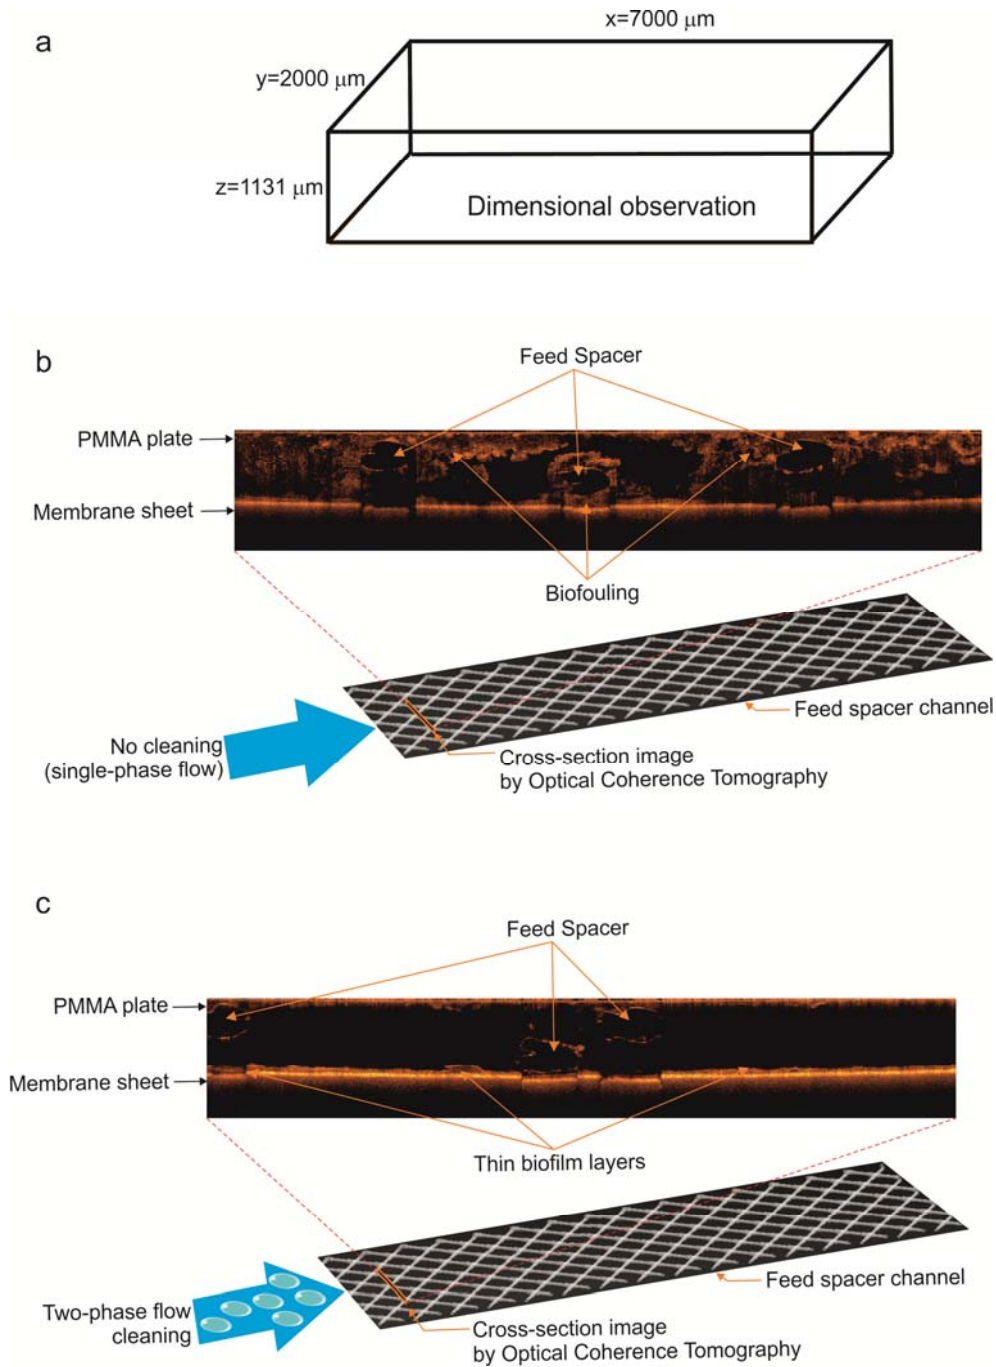 a
x=7000 μm
y=2000 μm
z=1131 μm
Dimensional observation
b
Feed Spacer
PMMA plate
Membrane sheet
Biofouling
Feed spacer channel
No cleaning
(single-phase flow)
Cross-section image
by Optical Coherence Tomography
c
Feed Spacer
PMMA plate
Membrane sheet
Thin biofilm layers
Feed spacer channel
Two-phase flow
cleaning
Cross-section image
by Optical Coherence Tomography